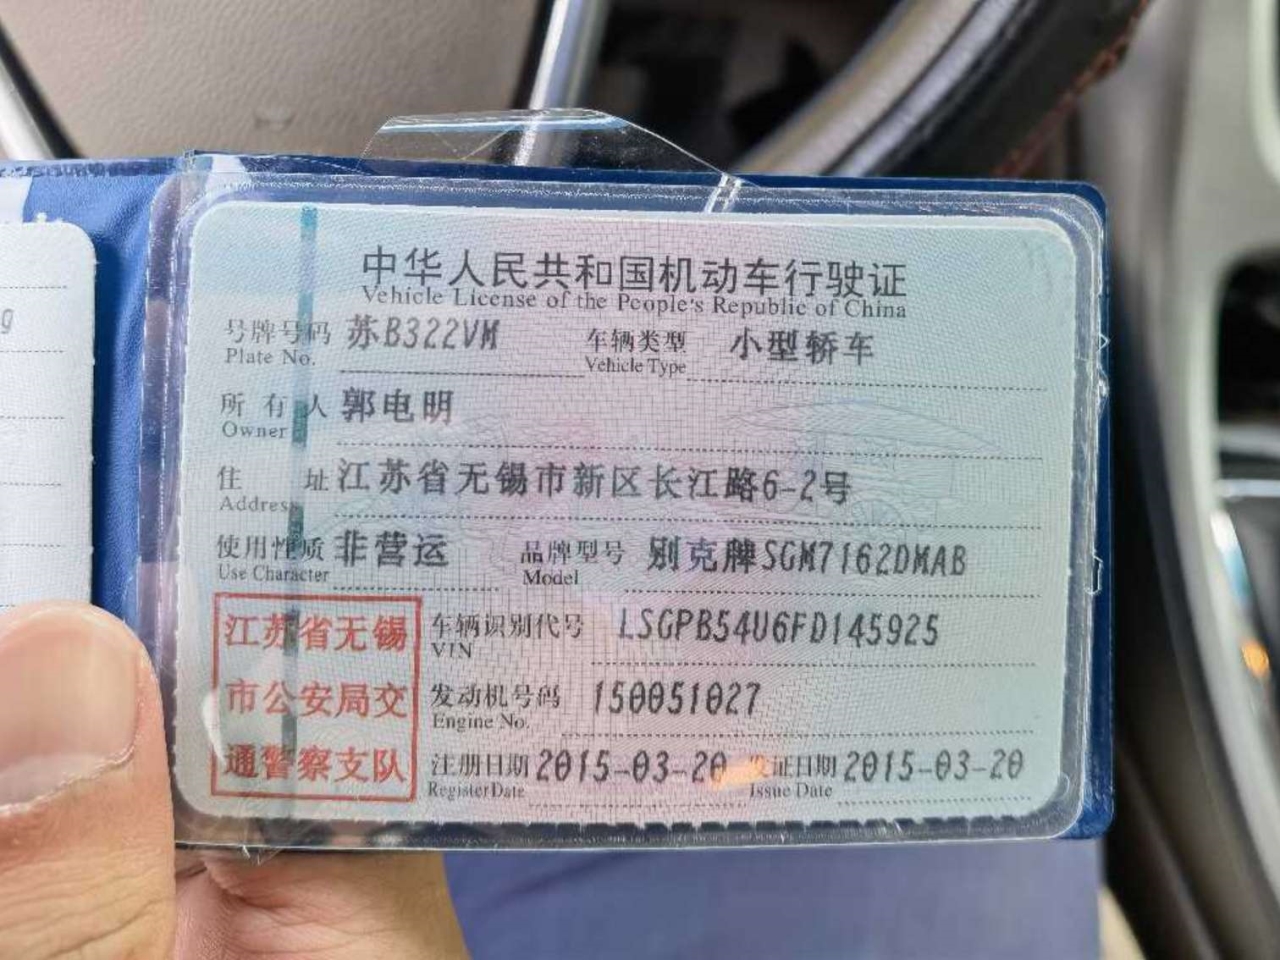 中华人民共和国机动车行驶证
Vehicle License of the People's Republic of China
号牌号码 苏B322VM 车辆类型 小型轿车
Plate No. Vehicle Type
所有人 郭电明
Owner
住址 江苏省无锡市新区长江路6-2号
Address
使用性质 非营运 品牌型号 别克牌SGM7162DMAB
Use Character Model
江苏省无锡 车辆识别代号 LSGPB54U6FD145925
VIN
市公安局交 发动机号码 150051027
Engine No.
通警察支队 注册日期 2015-03-20 发证日期 2015-03-20
Register Date Issue Date
g